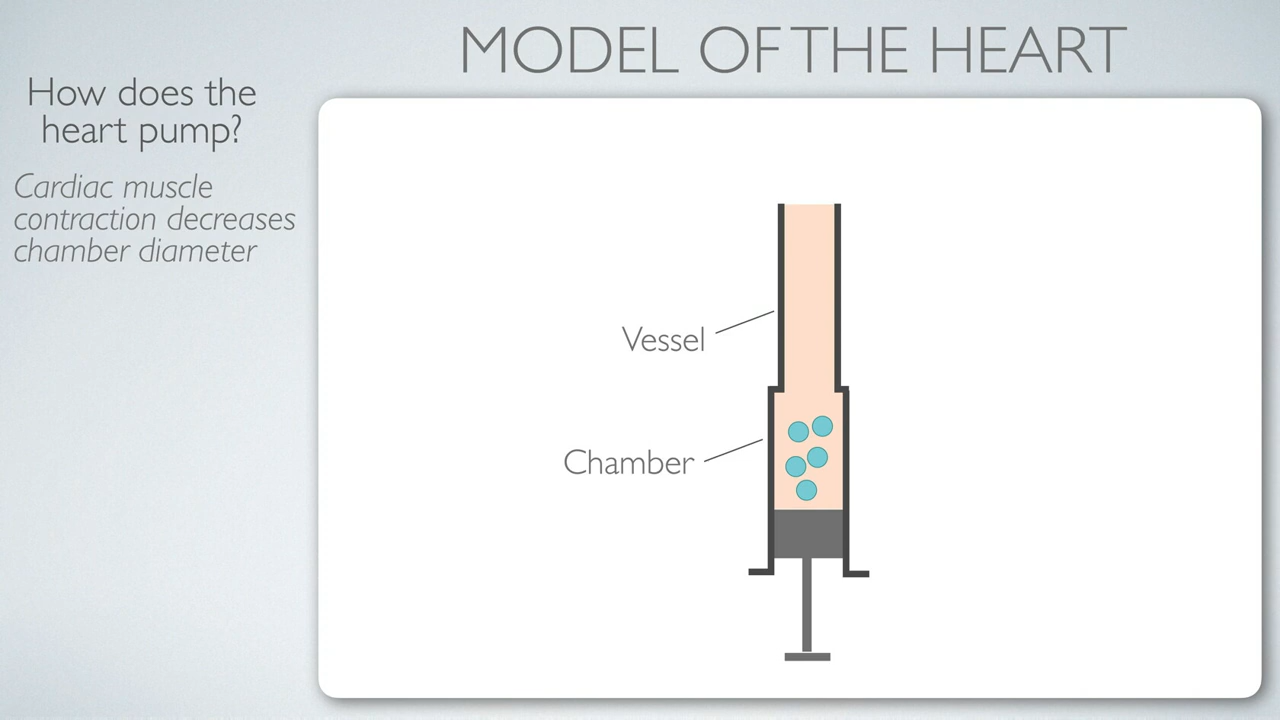 MODEL OF THE HEART
How does the
heart pump?
Cardiac muscle
contraction decreases
chamber diameter
Vessel
Chamber